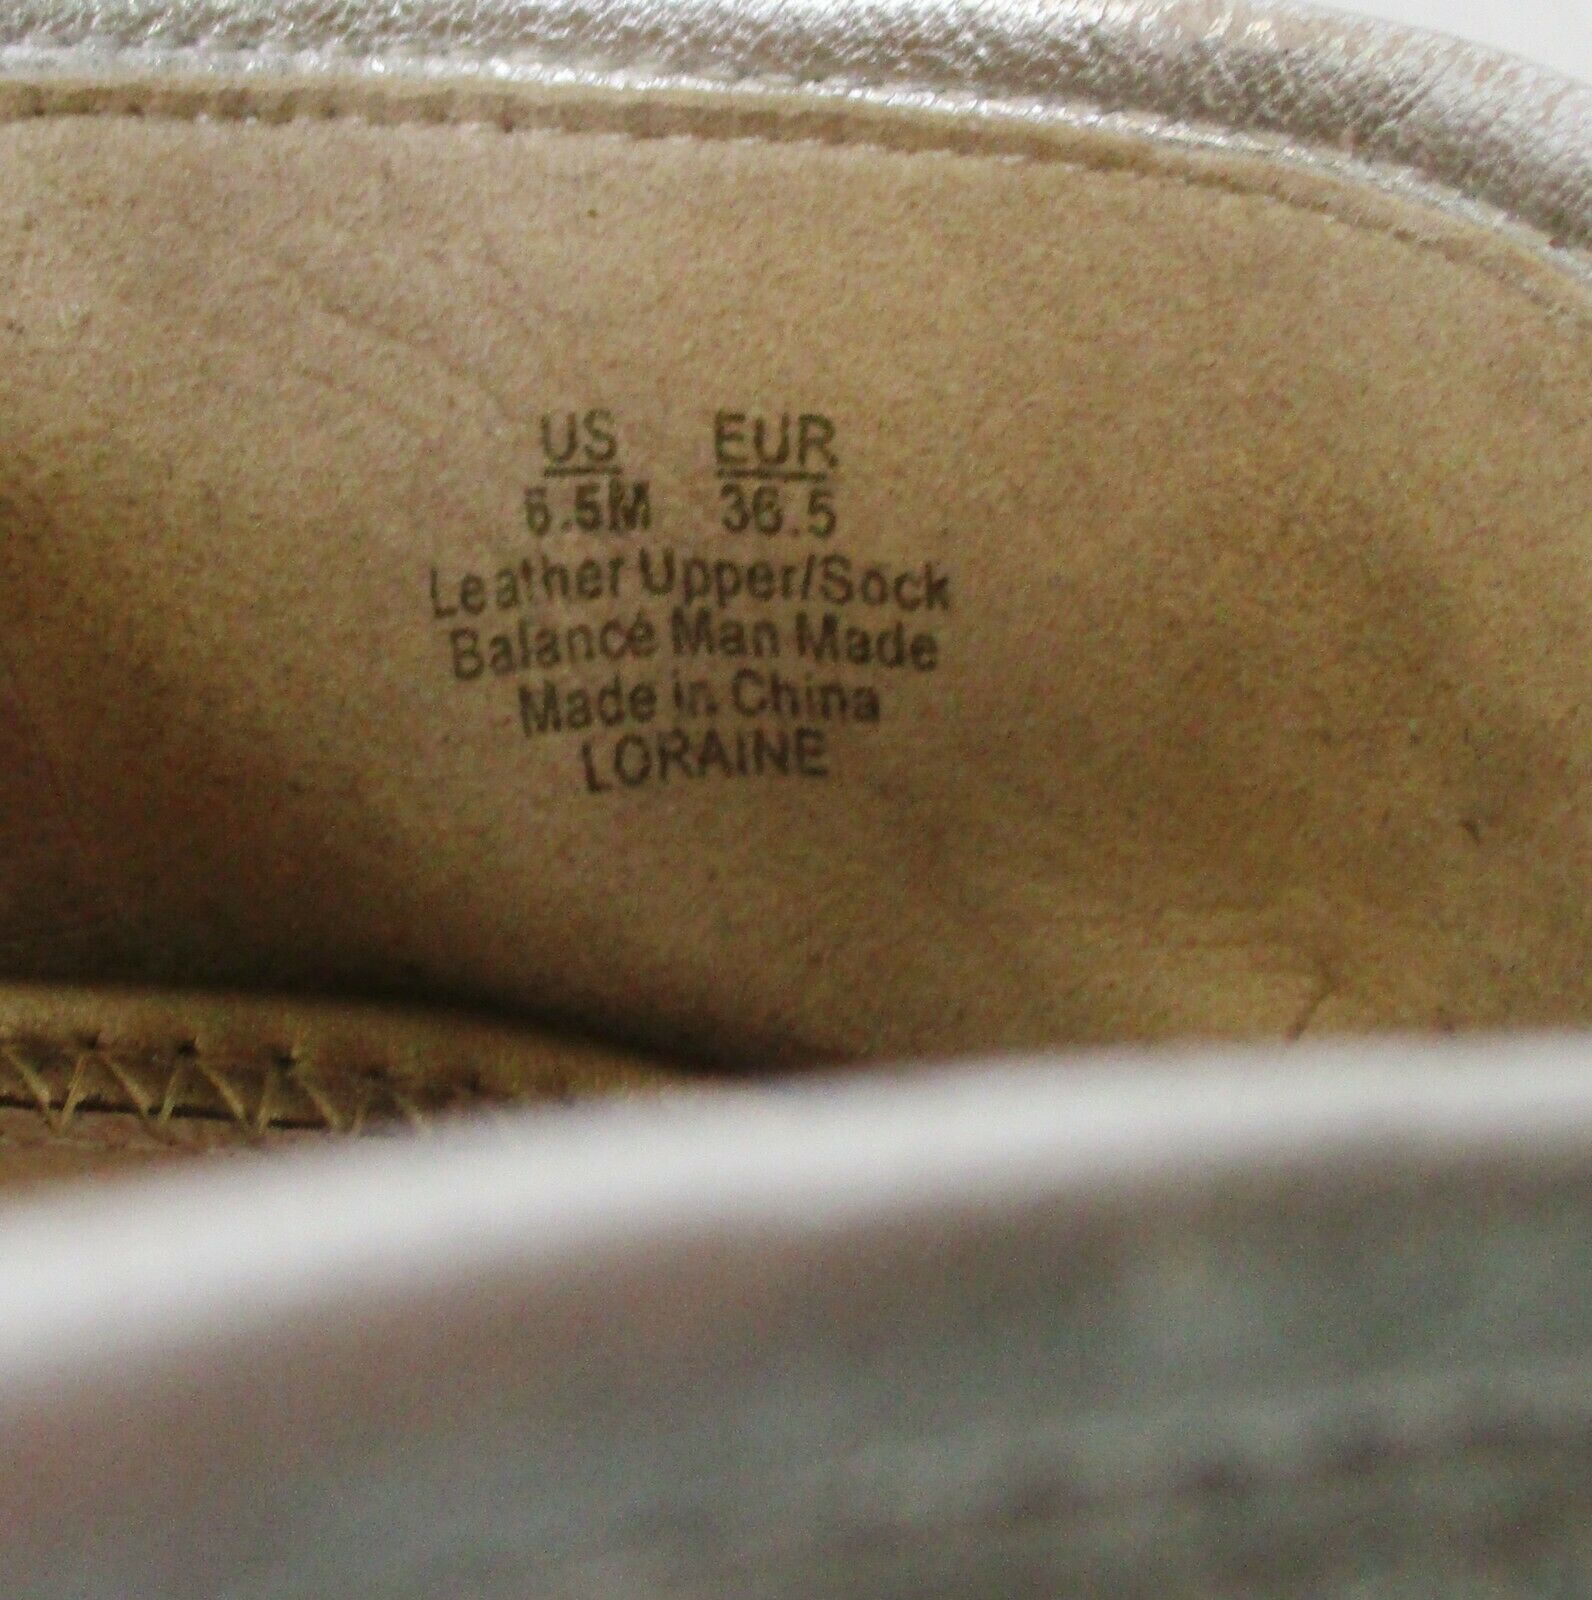 US EUR
6.5M 36.5
Leather Upper/Sock
Balance Man Made
Made in China
LORAINE